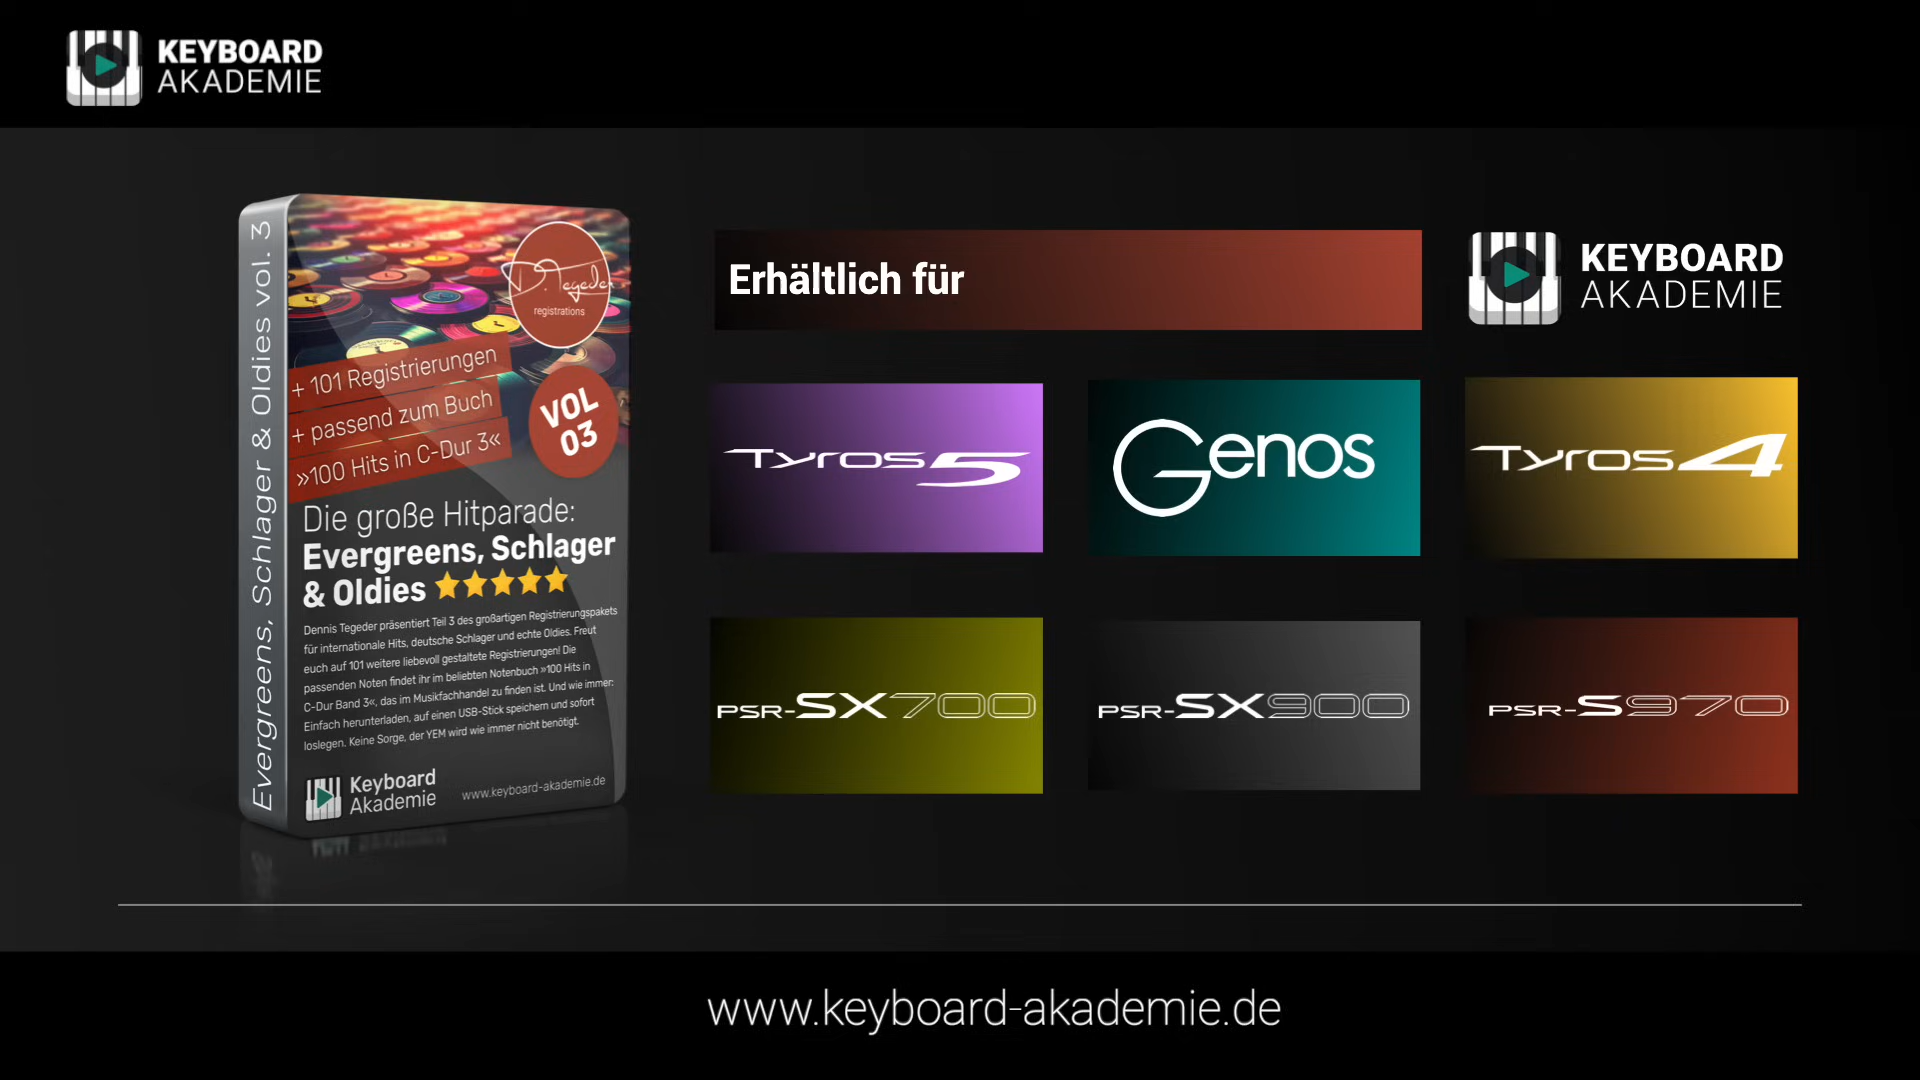 KEYBOARD
AKADEMIE
Evergreens, Schlager & Oldies vol. 3
D. Tegeder
registrations
+ 101 Registrierungen
+ passend zum Buch
»100 Hits in C-Dur 3«
VOL
03
Die große Hitparade:
Evergreens, Schlager
& Oldies
Dennis Tegeder präsentiert Teil 3 des großartigen Registrierungspakets
für internationale Hits, deutsche Schlager und echte Oldies. Freut
euch auf 101 weitere liebevoll gestaltete Registrierungen! Die
passenden Noten findet ihr im beliebten Notenbuch »100 Hits in
C-Dur Band 3«, das im Musikfachhandel zu finden ist. Und wie immer:
Einfach herunterladen, auf einen USB-Stick speichern und sofort
loslegen. Keine Sorge, der YEM wird wie immer nicht benötigt.
Keyboard
Akademie
www.keyboard-akademie.de
Erhältlich für
KEYBOARD
AKADEMIE
Tyros5
Genos
Tyros4
PSR-SX700
PSR-SX900
PSR-S970
www.keyboard-akademie.de